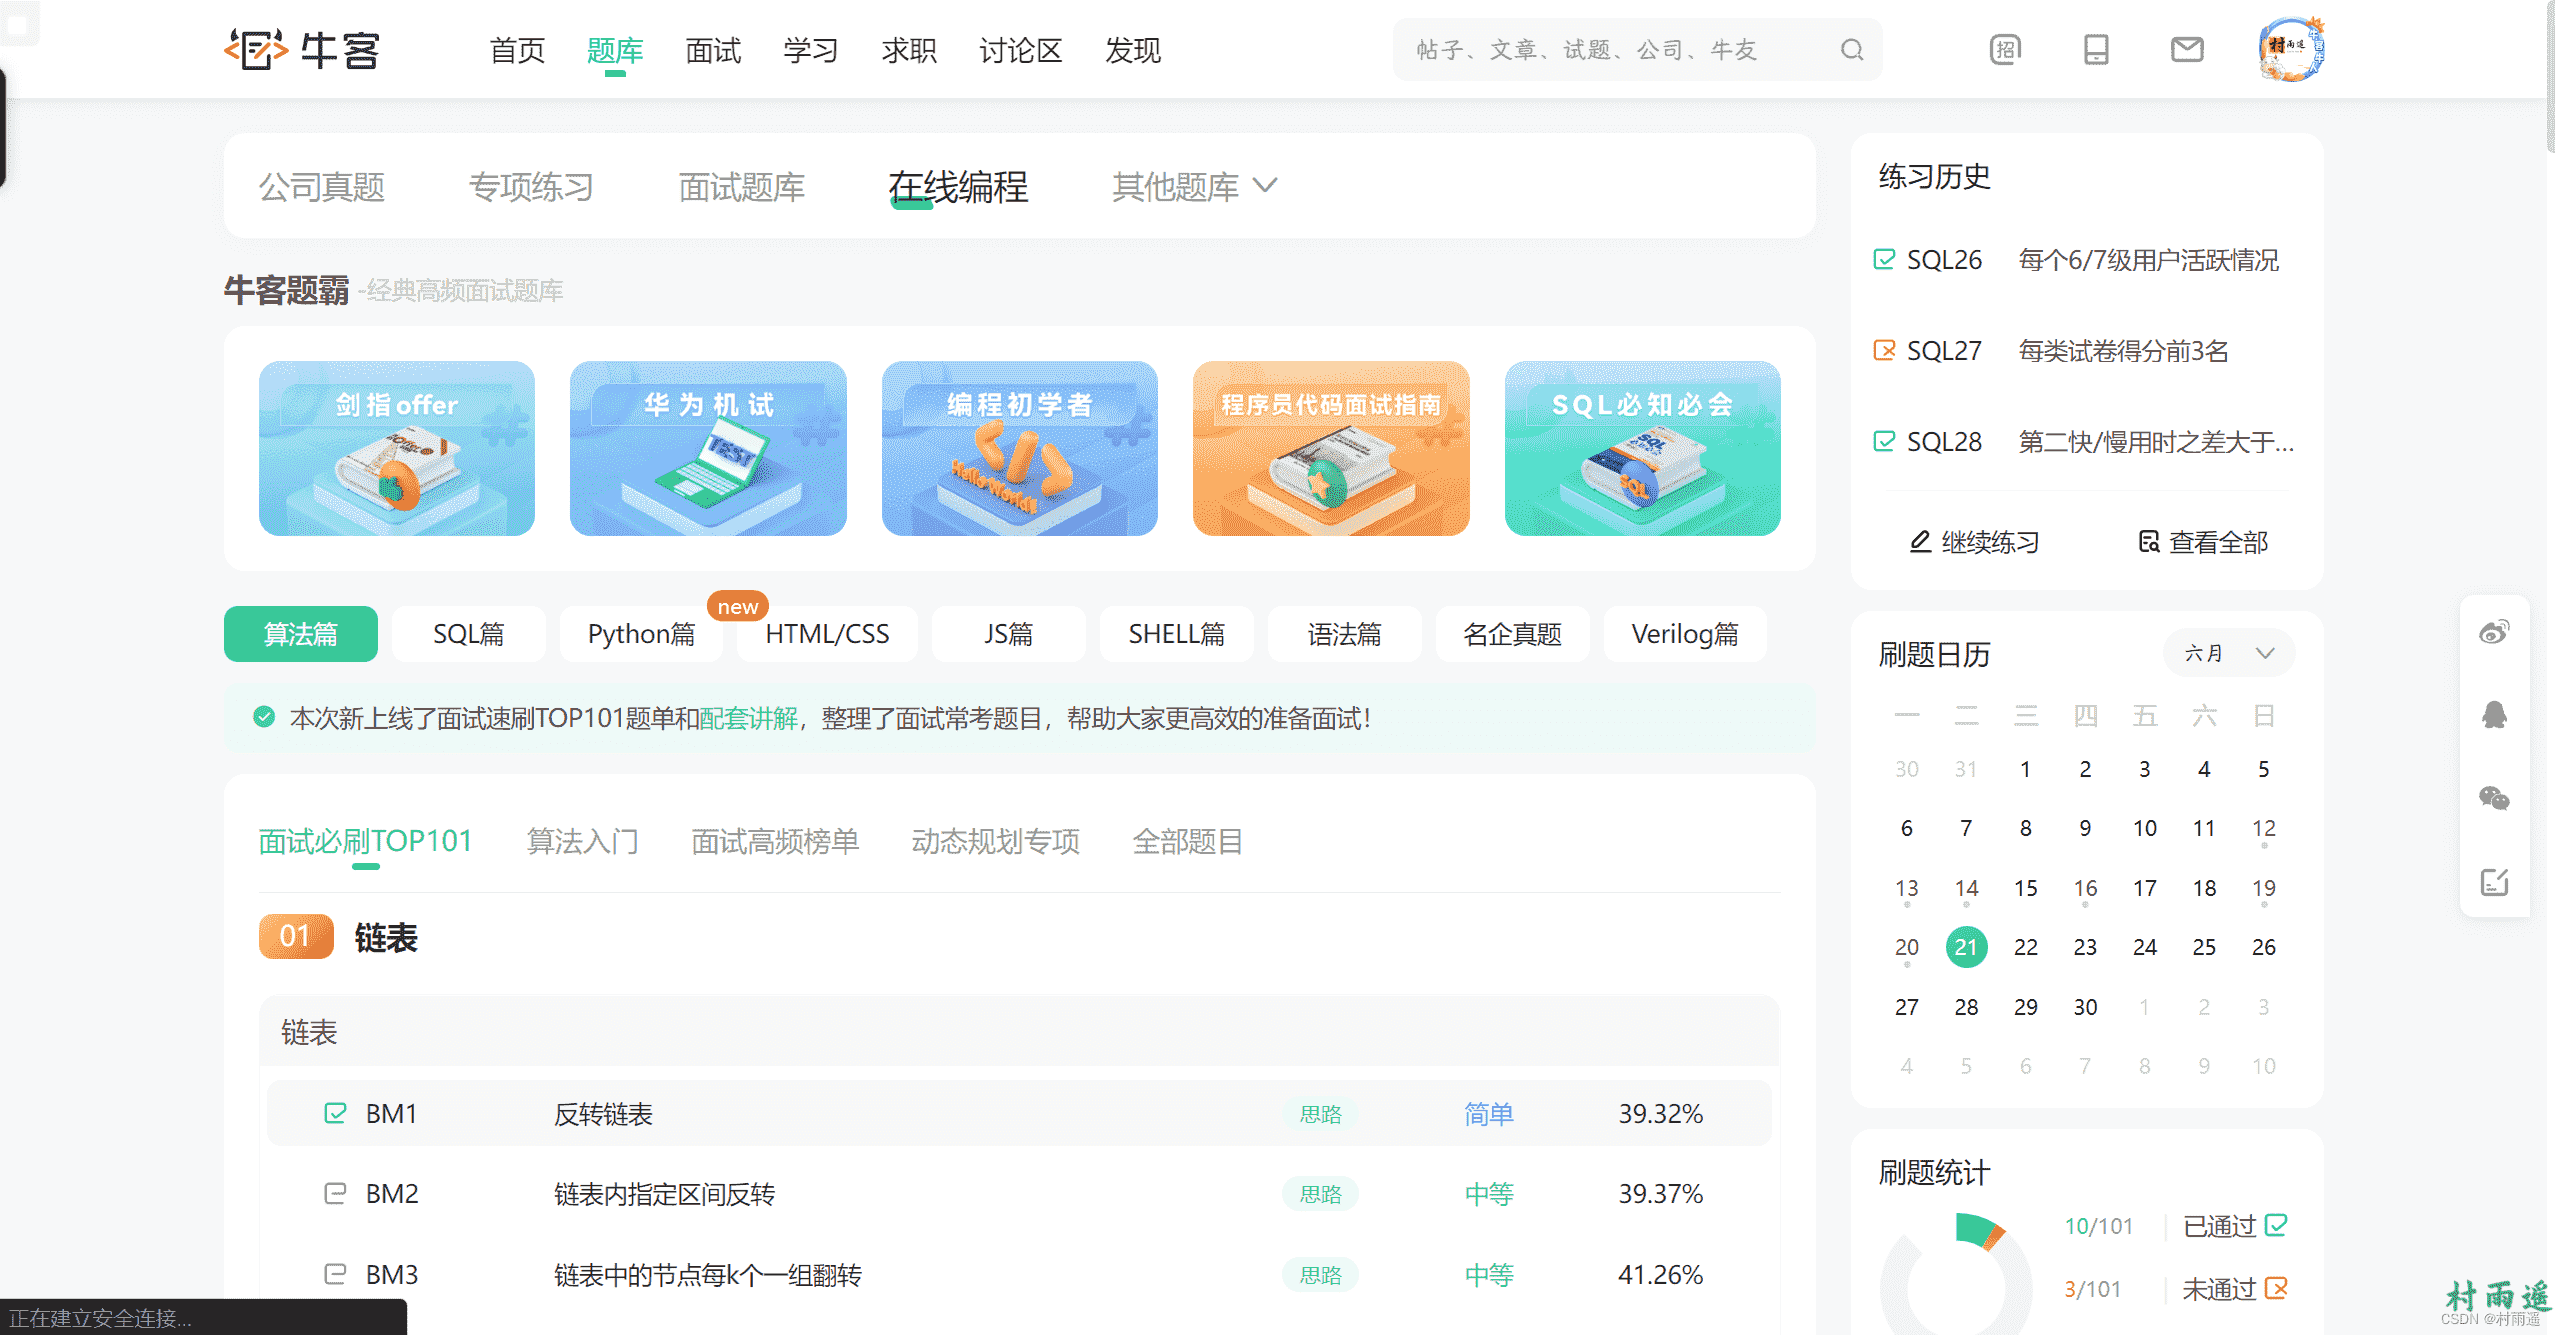 牛客 首页 题库 面试 学习 求职 讨论区 发现 帖子、文章、试题、公司、牛友 招
公司真题 专项练习 面试题库 在线编程 其他题库
牛客题霸 -经典高频面试题库
剑指offer 华为机试 编程初学者 程序员代码面试指南 SQL必知必会
TEST Hello World! SQL SQL
算法篇 SQL篇 Python篇 new HTML/CSS JS篇 SHELL篇 语法篇 名企真题 Verilog篇
本次新上线了面试速刷TOP101题单和配套讲解，整理了面试常考题目，帮助大家更高效的准备面试！
面试必刷TOP101 算法入门 面试高频榜单 动态规划专项 全部题目
01 链表
链表
BM1 反转链表 思路 简单 39.32%
BM2 链表内指定区间反转 思路 中等 39.37%
BM3 链表中的节点每k个一组翻转 思路 中等 41.26%
正在建立安全连接...
练习历史
SQL26 每个6/7级用户活跃情况
SQL27 每类试卷得分前3名
SQL28 第二快/慢用时之差大于...
继续练习 查看全部
刷题日历 六月
一 二 三 四 五 六 日
30 31 1 2 3 4 5
6 7 8 9 10 11 12
13 14 15 16 17 18 19
20 21 22 23 24 25 26
27 28 29 30 1 2 3
4 5 6 7 8 9 10
刷题统计
10/101 已通过
3/101 未通过
村雨遥
CSDN @村雨遥